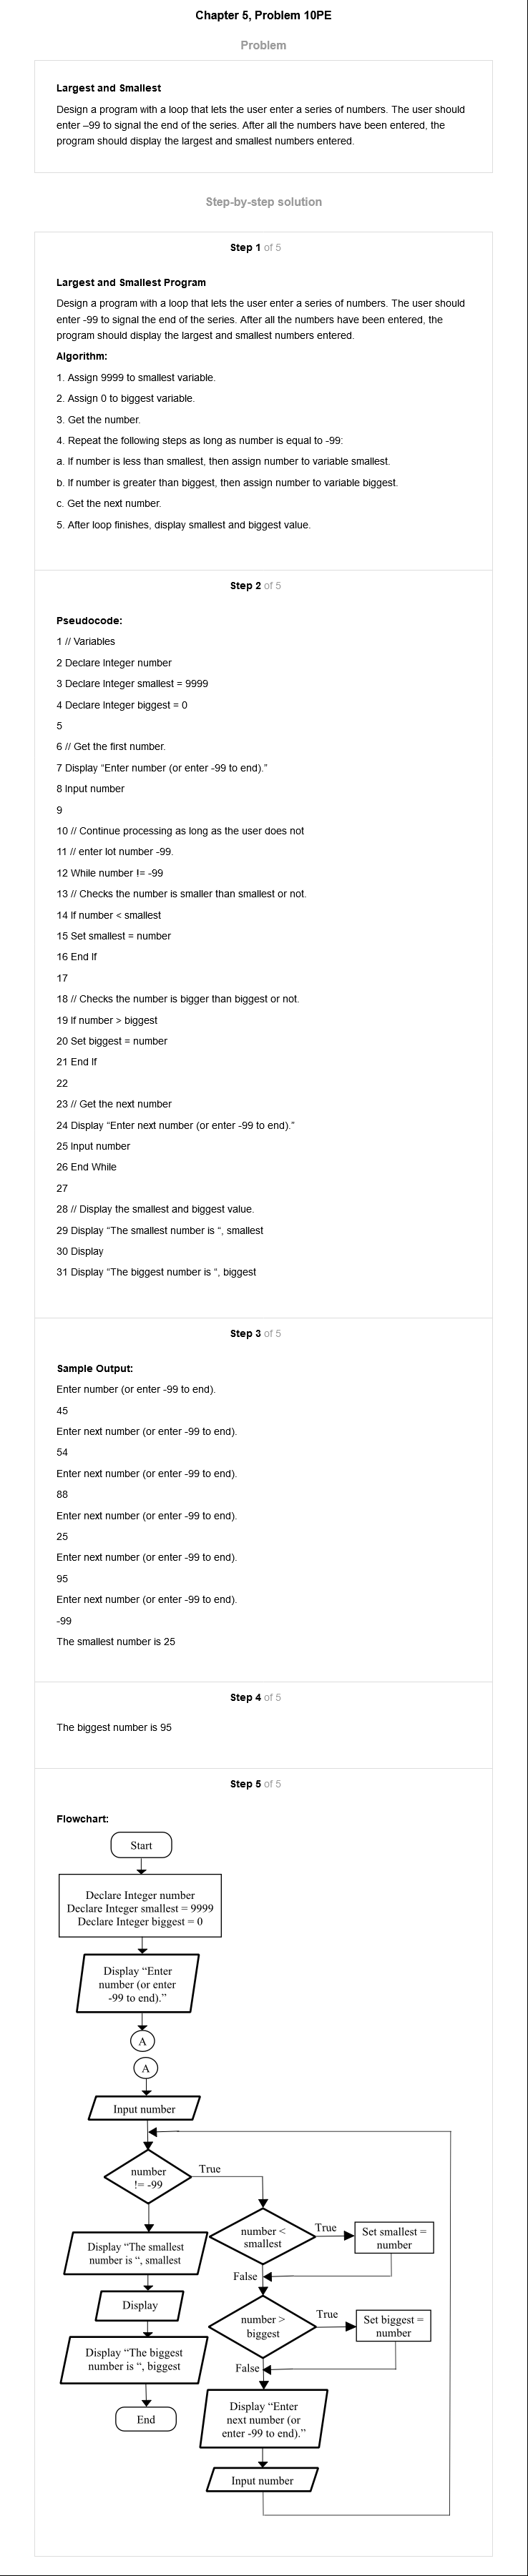 Chapter 5, Problem 10PE
Problem
Largest and Smallest
Design a program with a loop that lets the user enter a series of numbers. The user should
enter –99 to signal the end of the series. After all the numbers have been entered, the
program should display the largest and smallest numbers entered.
Step-by-step solution
Step 1 of 5
Largest and Smallest Program
Design a program with a loop that lets the user enter a series of numbers. The user should
enter -99 to signal the end of the series. After all the numbers have been entered, the
program should display the largest and smallest numbers entered.
Algorithm:
1. Assign 9999 to smallest variable.
2. Assign 0 to biggest variable.
3. Get the number.
4. Repeat the following steps as long as number is equal to -99:
a. If number is less than smallest, then assign number to variable smallest.
b. If number is greater than biggest, then assign number to variable biggest.
c. Get the next number.
5. After loop finishes, display smallest and biggest value.
Step 2 of 5
Pseudocode:
1 // Variables
2 Declare Integer number
3 Declare Integer smallest = 9999
4 Declare Integer biggest = 0
5
6 // Get the first number.
7 Display “Enter number (or enter -99 to end).”
8 Input number
9
10 // Continue processing as long as the user does not
11 // enter lot number -99.
12 While number != -99
13 // Checks the number is smaller than smallest or not.
14 If number < smallest
15 Set smallest = number
16 End If
17
18 // Checks the number is bigger than biggest or not.
19 If number > biggest
20 Set biggest = number
21 End If
22
23 // Get the next number
24 Display “Enter next number (or enter -99 to end).”
25 Input number
26 End While
27
28 // Display the smallest and biggest value.
29 Display “The smallest number is “, smallest
30 Display
31 Display “The biggest number is “, biggest
Step 3 of 5
Sample Output:
Enter number (or enter -99 to end).
45
Enter next number (or enter -99 to end).
54
Enter next number (or enter -99 to end).
88
Enter next number (or enter -99 to end).
25
Enter next number (or enter -99 to end).
95
Enter next number (or enter -99 to end).
-99
The smallest number is 25
Step 4 of 5
The biggest number is 95
Step 5 of 5
Flowchart:
Start
Declare Integer number
Declare Integer smallest = 9999
Declare Integer biggest = 0
Display “Enter
number (or enter
-99 to end).”
A
A
Input number
number
!= -99
True
Display “The smallest
number is “, smallest
Display
Display “The biggest
number is “, biggest
End
number <
smallest
True
Set smallest =
number
False
number >
biggest
True
Set biggest =
number
False
Display “Enter
next number (or
enter -99 to end).”
Input number